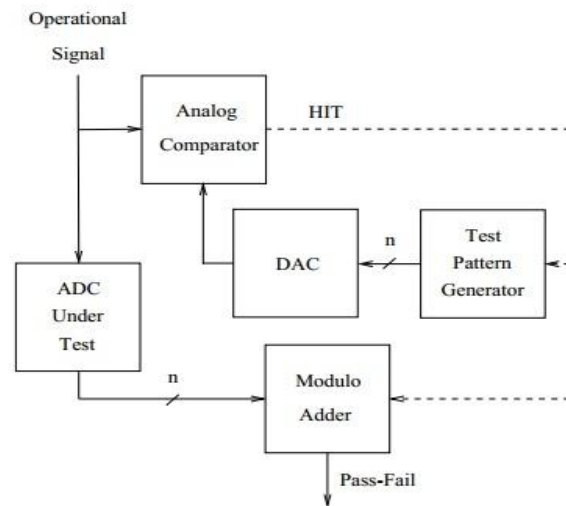 Operational
Signal
Analog
Comparator
HIT
DAC
n
Test
Pattern
Generator
ADC
Under
Test
n
Modulo
Adder
Pass-Fail